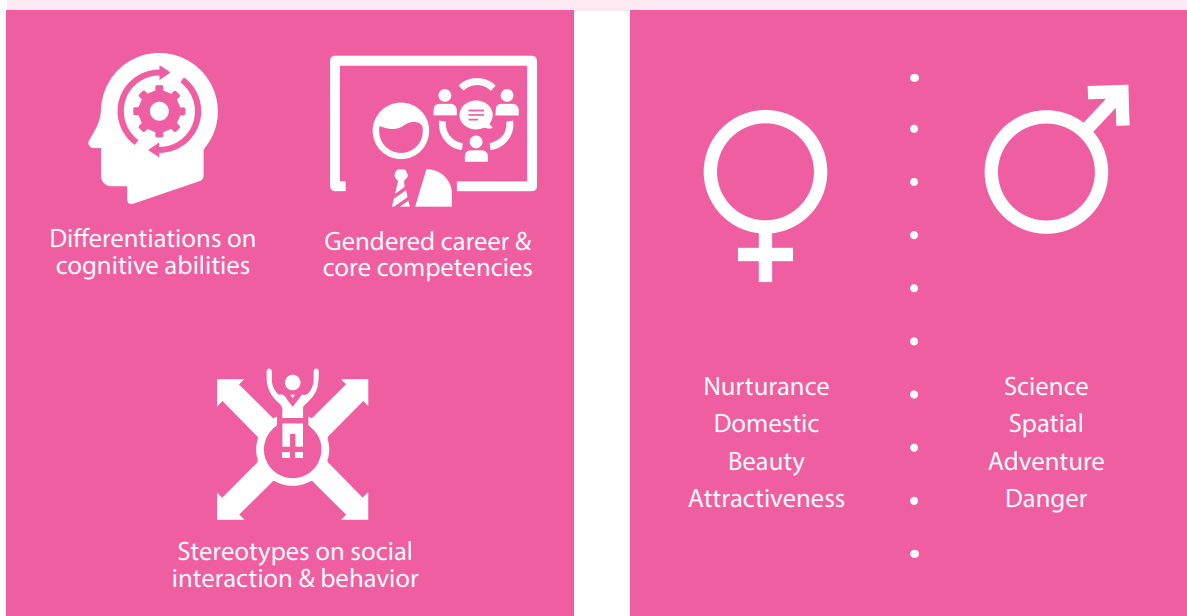 Differentiations on
cognitive abilities
Gendered career &
core competencies
Stereotypes on social
interaction & behavior
Nurturance
Domestic
Beauty
Attractiveness
Science
Spatial
Adventure
Danger